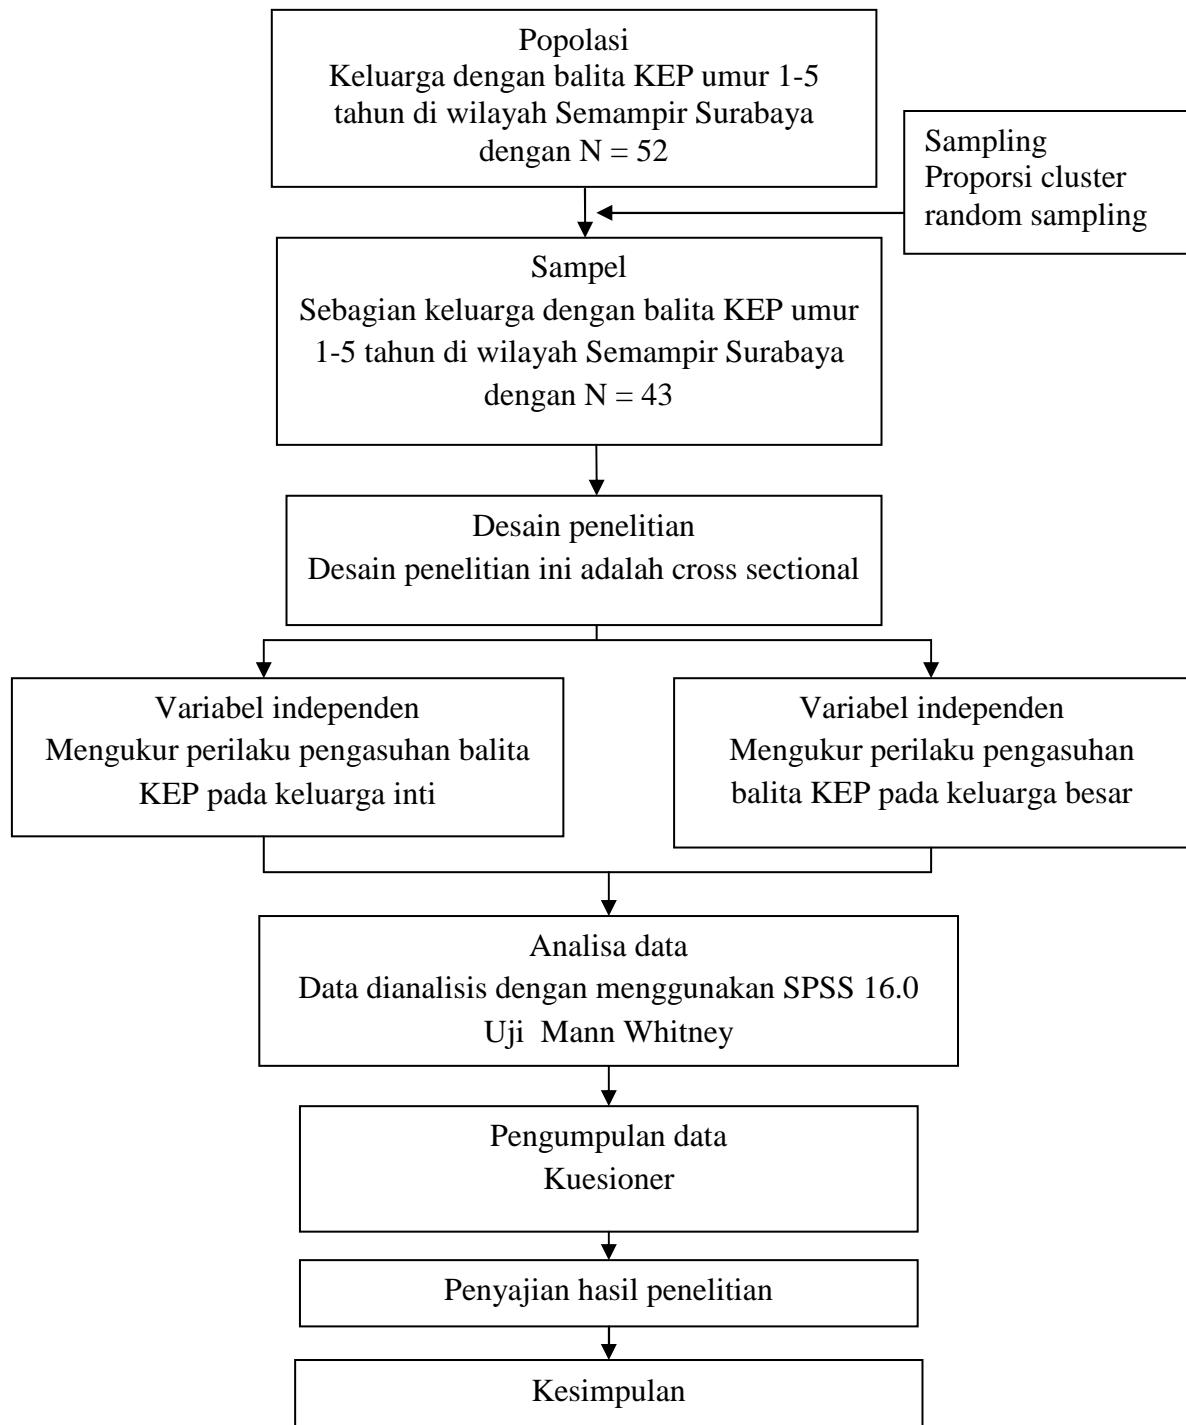 Popolasi
Keluarga dengan balita KEP umur 1-5
tahun di wilayah Semampir Surabaya
dengan N = 52
Sampling
Proporsi cluster
random sampling
Sampel
Sebagian keluarga dengan balita KEP umur
1-5 tahun di wilayah Semampir Surabaya
dengan N = 43
Desain penelitian
Desain penelitian ini adalah cross sectional
Variabel independen
Mengukur perilaku pengasuhan balita
KEP pada keluarga inti
Variabel independen
Mengukur perilaku pengasuhan
balita KEP pada keluarga besar
Analisa data
Data dianalisis dengan menggunakan SPSS 16.0
Uji  Mann Whitney
Pengumpulan data
Kuesioner
Penyajian hasil penelitian
Kesimpulan